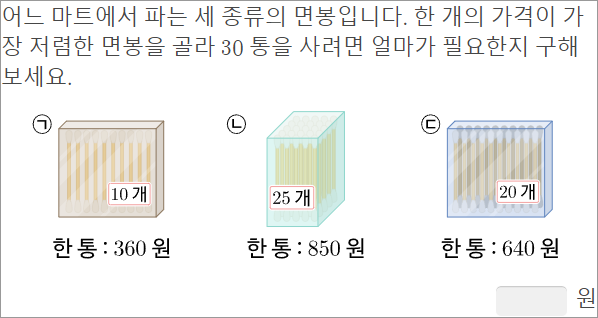 어느 마트에서 파는 세 종류의 면봉입니다. 한 개의 가격이 가
장 저렴한 면봉을 골라 30 통을 사려면 얼마가 필요한지 구해
보세요.
㉠ ㉡ ㉢
10 개 25 개 20 개
한 통 : 360 원 한 통 : 850 원 한 통 : 640 원
원